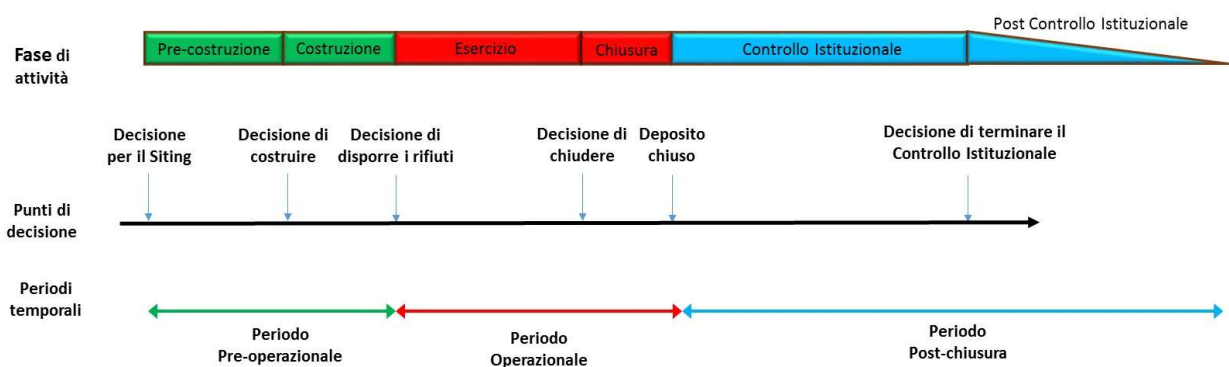 Post Controllo Istituzionale
Fase di
attività
Pre-costruzione
Costruzione
Esercizio
Chiusura
Controllo Istituzionale
Decisione
per il Siting
Decisione di
costruire
Decisione di
disporre i rifiuti
Decisione di
chiudere
Deposito
chiuso
Decisione di terminare il
Controllo Istituzionale
Punti di
decisione
Periodi
temporali
Periodo
Pre-operazionale
Periodo
Operazionale
Periodo
Post-chiusura